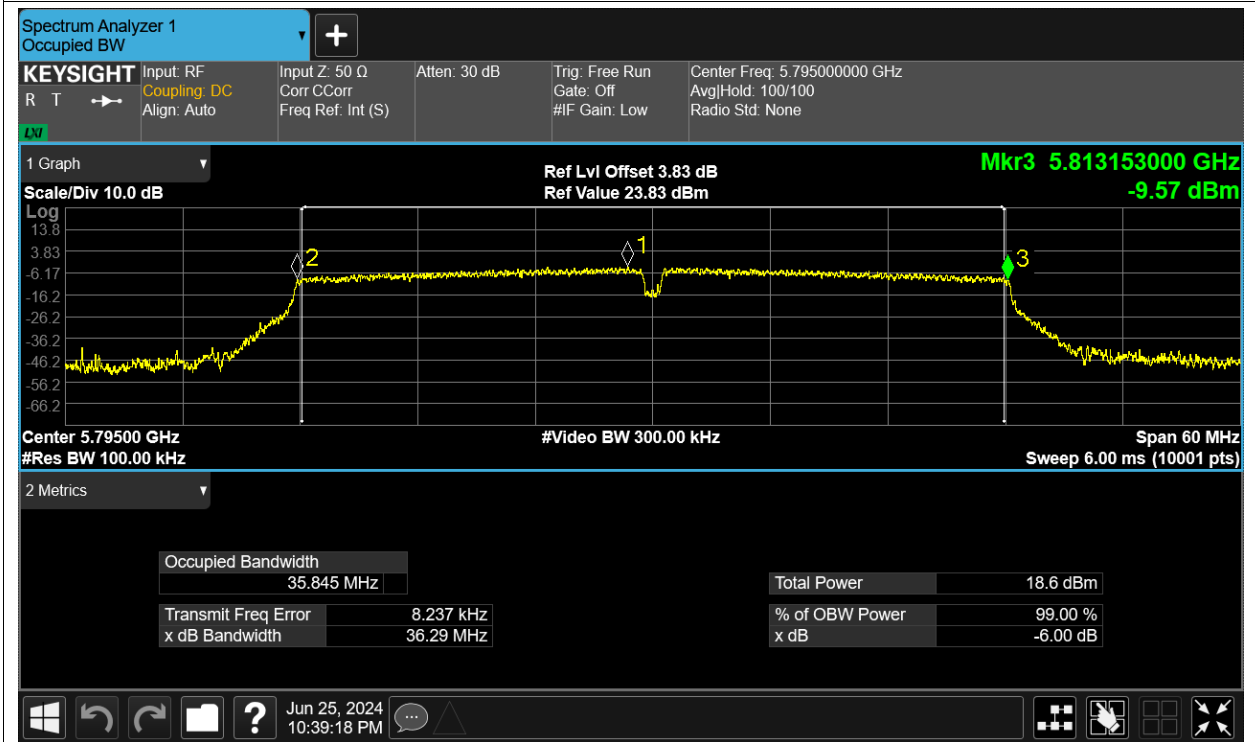 Spectrum Analyzer 1
Occupied BW
KEYSIGHT
R T
LXI
Input: RF
Coupling: DC
Align: Auto
Input Z: 50 Ω
Corr CCorr
Freq Ref: Int (S)
Atten: 30 dB
Trig: Free Run
Gate: Off
#IF Gain: Low
Center Freq: 5.795000000 GHz
Avg|Hold: 100/100
Radio Std: None
1 Graph
Scale/Div 10.0 dB
Ref Lvl Offset 3.83 dB
Ref Value 23.83 dBm
Mkr3 5.813153000 GHz
-9.57 dBm
Log
13.8
3.83
-6.17
-16.2
-26.2
-36.2
-46.2
-56.2
-66.2
2
1
3
Center 5.79500 GHz
#Res BW 100.00 kHz
#Video BW 300.00 kHz
Span 60 MHz
Sweep 6.00 ms (10001 pts)
2 Metrics
Occupied Bandwidth
35.845 MHz
Transmit Freq Error 8.237 kHz
x dB Bandwidth 36.29 MHz
Total Power 18.6 dBm
% of OBW Power 99.00 %
x dB -6.00 dB
?
Jun 25, 2024
10:39:18 PM